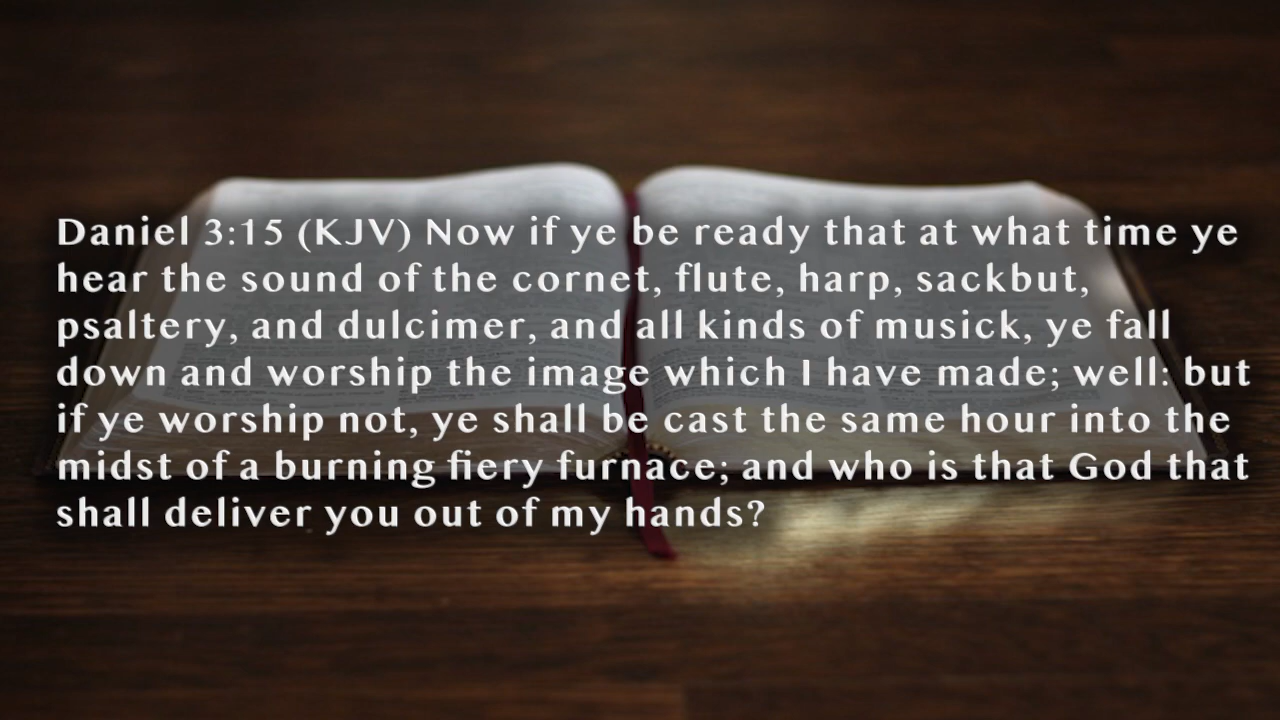 Daniel 3:15 (KJV) Now if ye be ready that at what time ye
hear the sound of the cornet, flute, harp, sackbut,
psaltery, and dulcimer, and all kinds of musick, ye fall
down and worship the image which I have made; well: but
if ye worship not, ye shall be cast the same hour into the
midst of a burning fiery furnace; and who is that God that
shall deliver you out of my hands?